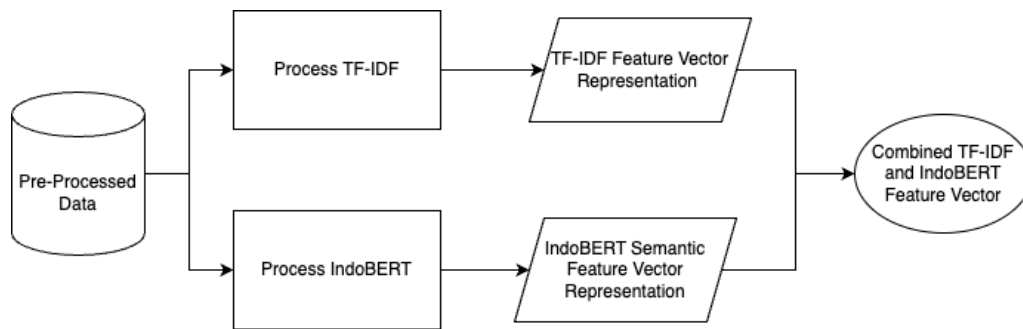 Process TF-IDF
TF-IDF Feature Vector
Representation
Pre-Processed
Data
Combined TF-IDF
and IndoBERT
Feature Vector
Process IndoBERT
IndoBERT Semantic
Feature Vector
Representation